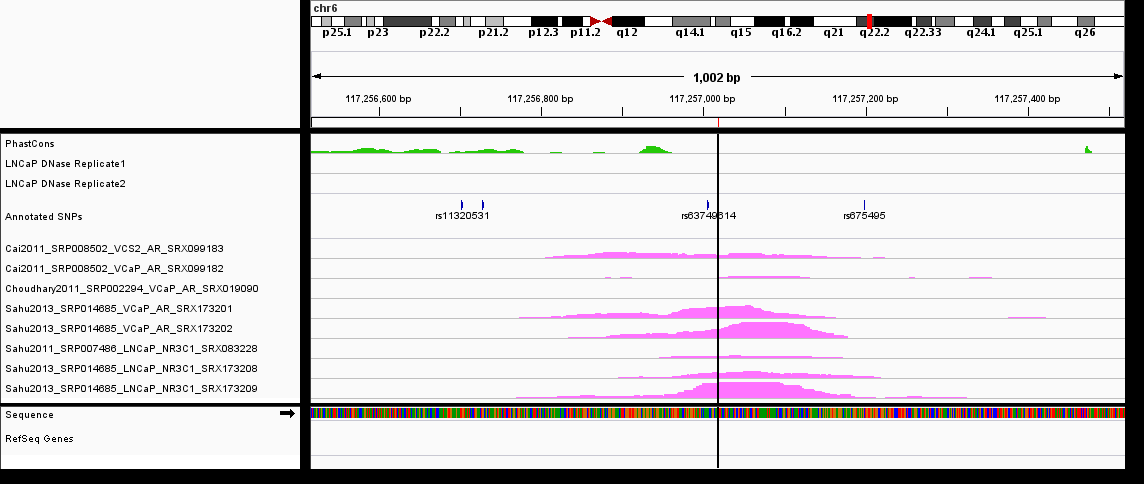 chr6
p25.1 p23 p22.2 p21.2 p12.3 p11.2 q12 q14.1 q15 q16.2 q21 q22.2 q22.33 q24.1 q25.1 q26
1,002 bp
117,256,600 bp 117,256,800 bp 117,257,000 bp 117,257,200 bp 117,257,400 bp
PhastCons
LNCaP DNase Replicate1
LNCaP DNase Replicate2
Annotated SNPs rs11320531 rs63749614 rs675495
Cai2011_SRP008502_VCS2_AR_SRX099183
Cai2011_SRP008502_VCaP_AR_SRX099182
Choudhary2011_SRP002294_VCaP_AR_SRX019090
Sahu2013_SRP014685_VCaP_AR_SRX173201
Sahu2013_SRP014685_VCaP_AR_SRX173202
Sahu2011_SRP007486_LNCaP_NR3C1_SRX083228
Sahu2013_SRP014685_LNCaP_NR3C1_SRX173208
Sahu2013_SRP014685_LNCaP_NR3C1_SRX173209
Sequence
RefSeq Genes